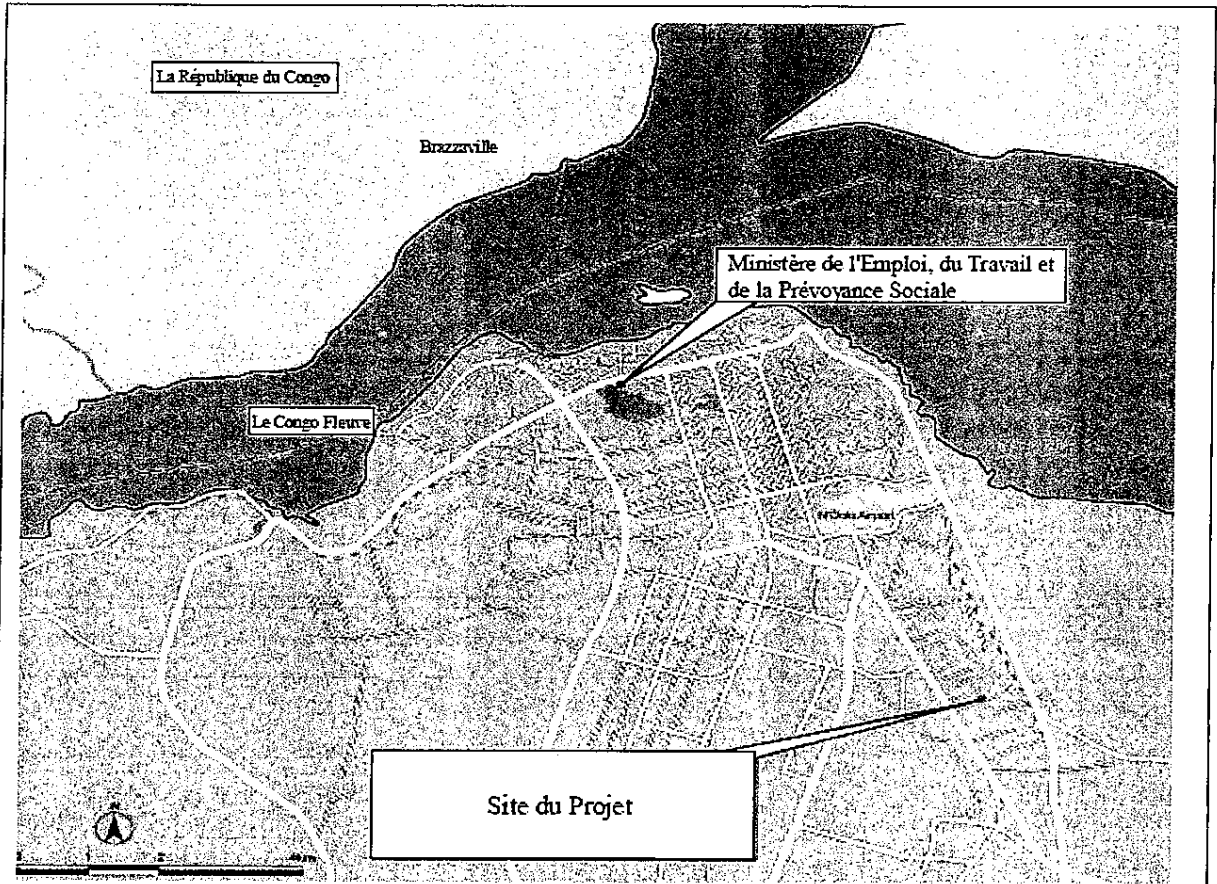 La République du Congo
Brazzaville
Ministère de l'Emploi, du Travail et
de la Prévoyance Sociale
Le Congo Fleuve
Airport
Site du Projet
N